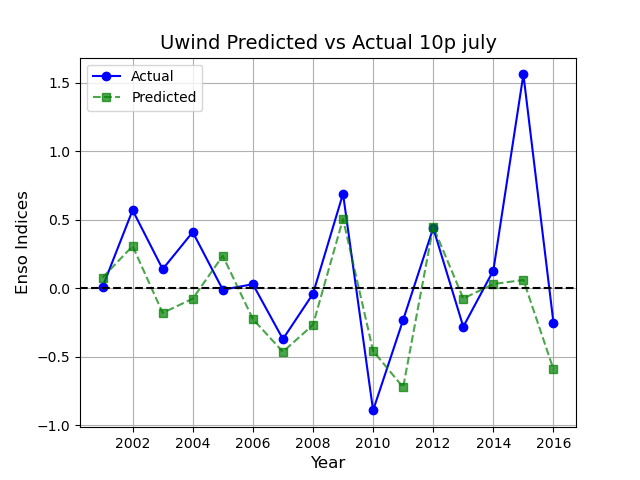 Uwind Predicted vs Actual 10p july
Actual
Predicted
1.5
1.0
0.5
0.0
−0.5
−1.0
Enso Indices
2002 2004 2006 2008 2010 2012 2014 2016
Year